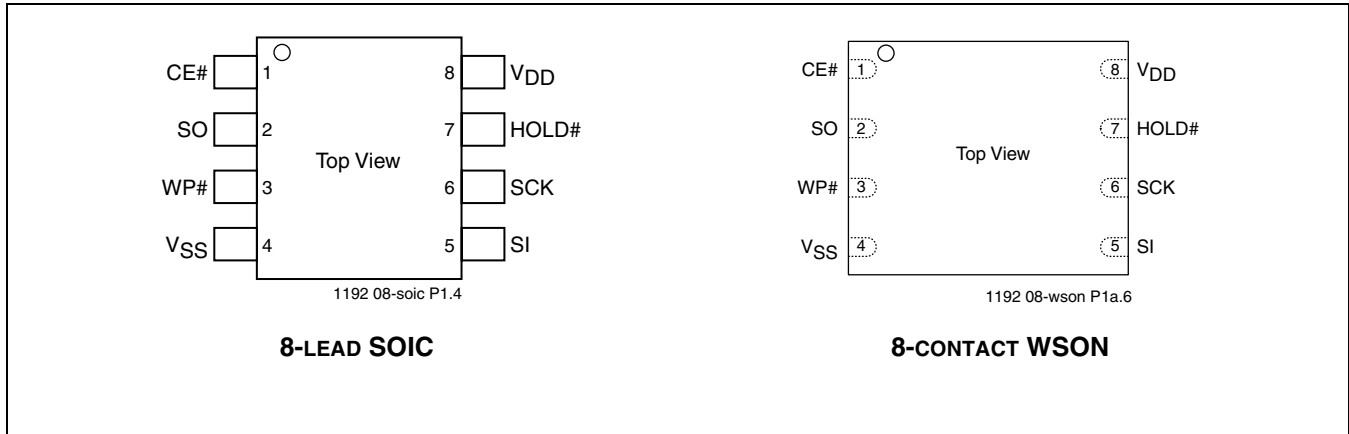 CE# 1 8 VDD
SO 2 7 HOLD#
Top View
WP# 3 6 SCK
VSS 4 5 SI
1192 08-soic P1.4
8-LEAD SOIC
CE# 1 8 VDD
SO 2 7 HOLD#
Top View
WP# 3 6 SCK
VSS 4 5 SI
1192 08-wson P1a.6
8-CONTACT WSON